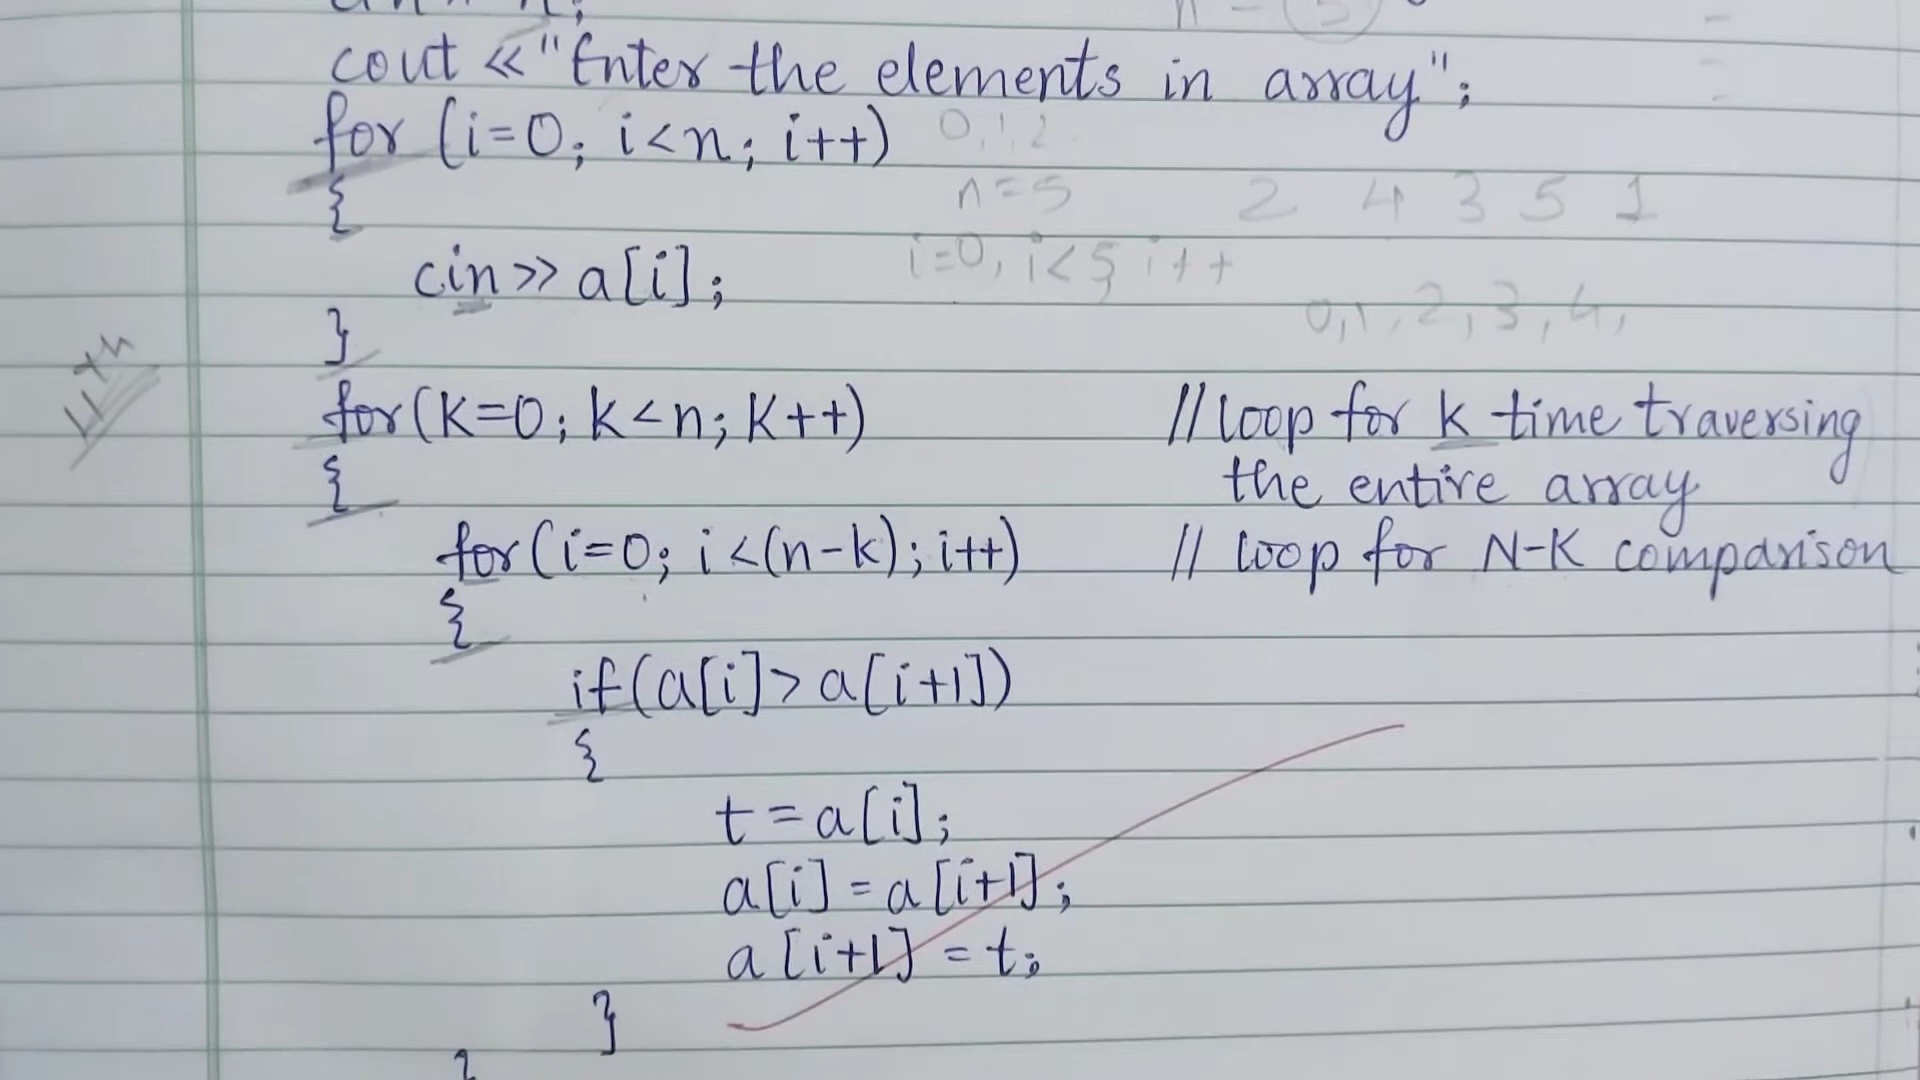 cout <<"Enter the elements in array";
for (i=0; i<n; i++) 0,1,2
{ n=5 2 4 3 5 1
cin>> a[i]; i=0, i<5 i++
} 0,1,2,3,4,
for(K=0; k<n; K++) //loop for k time traversing
{ the entire array
for(i=0; i<(n-k); i++) // loop for N-K comparison
{
if(a[i]> a[i+1])
{
t=a[i];
a[i] = a[i+1];
a[i+1] = t;
}